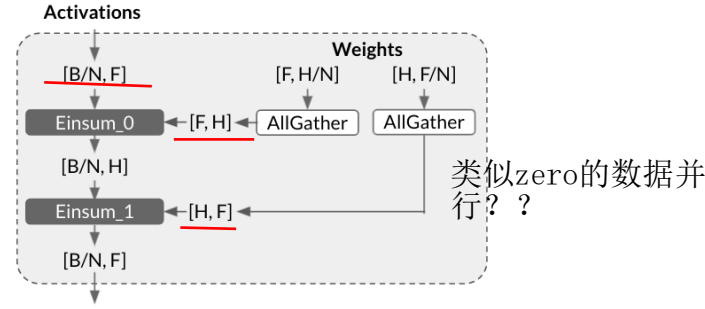 Activations
Weights
[B/N, F]
[F, H/N]
[H, F/N]
Einsum_0
[F, H]
AllGather
AllGather
[B/N, H]
类似zero的数据并
行？？
Einsum_1
[H, F]
[B/N, F]